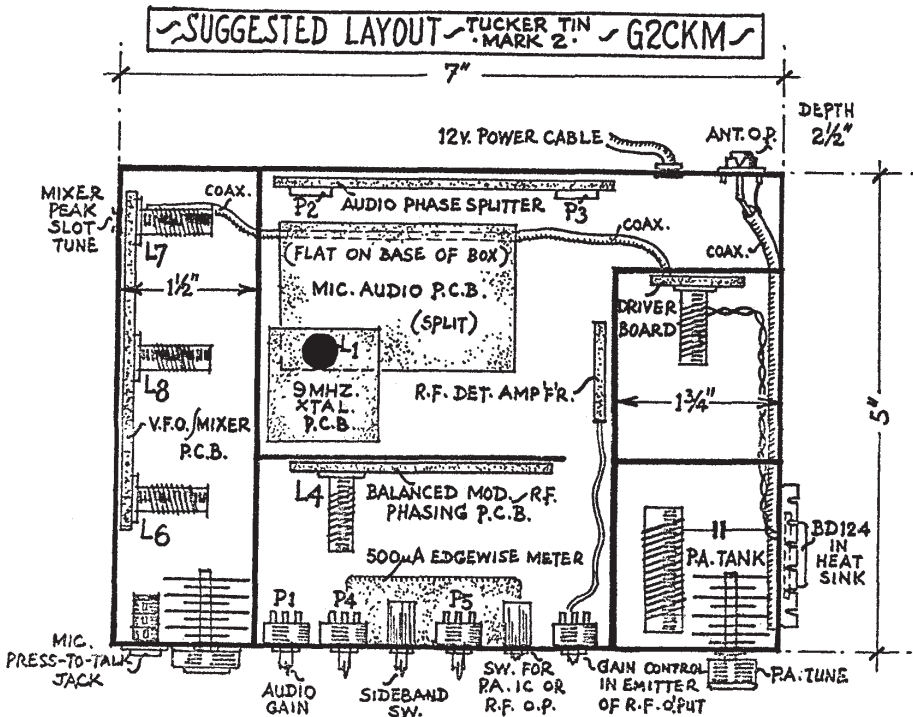 SUGGESTED LAYOUT TUCKER TIN MARK 2. G2CKM
7"
DEPTH
2½"
12V. POWER CABLE
ANT.O.P.
MIXER
PEAK
SLOT
TUNE
COAX.
P2
AUDIO PHASE SPLITTER
P3
COAX.
COAX.
L7
(FLAT ON BASE OF BOX)
MIC. AUDIO P.C.B.
(SPLIT)
DRIVER
BOARD
1½"
L1
L8
9 MHZ.
XTAL.
P.C.B.
R.F. DET. AMP'F'R.
1¾"
5"
V.F.O./MIXER
P.C.B.
L4
BALANCED MOD. R.F.
PHASING P.C.B.
L6
500µA EDGEWISE METER
P.A. TANK
BD124
IN
HEAT
SINK
P1
P4
P5
MIC.
PRESS-TO-TALK
JACK
AUDIO
GAIN
SIDEBAND
SW.
SW. FOR
P.A. IC OR
R.F. O.P.
GAIN CONTROL
IN EMITTER
OF R.F. O'PUT
P.A. TUNE